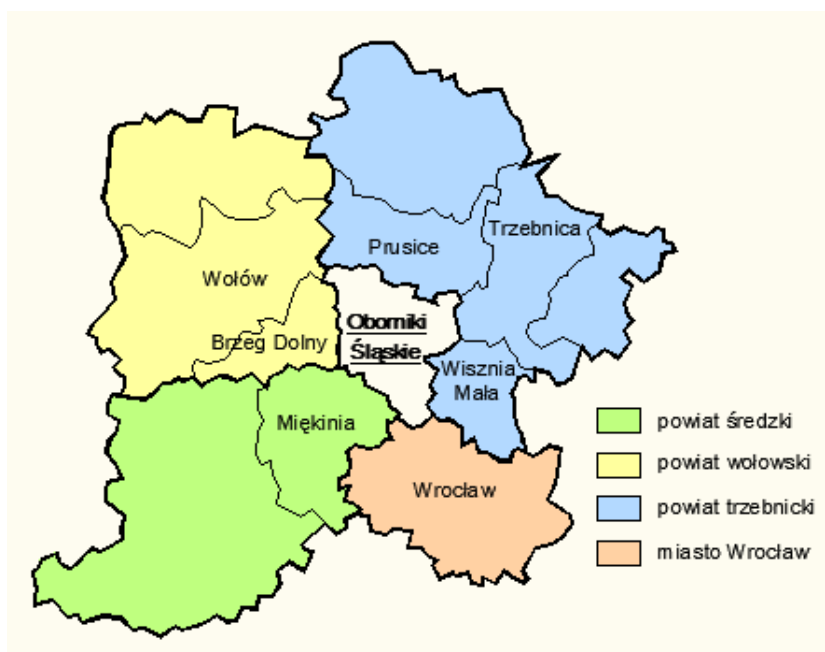 Trzebnica
Prusice
Wołów
Oborniki
Śląskie
Brzeg Dolny
Wisznia
Mała
Miękinia
Wrocław
powiat średzki
powiat wołowski
powiat trzebnicki
miasto Wrocław